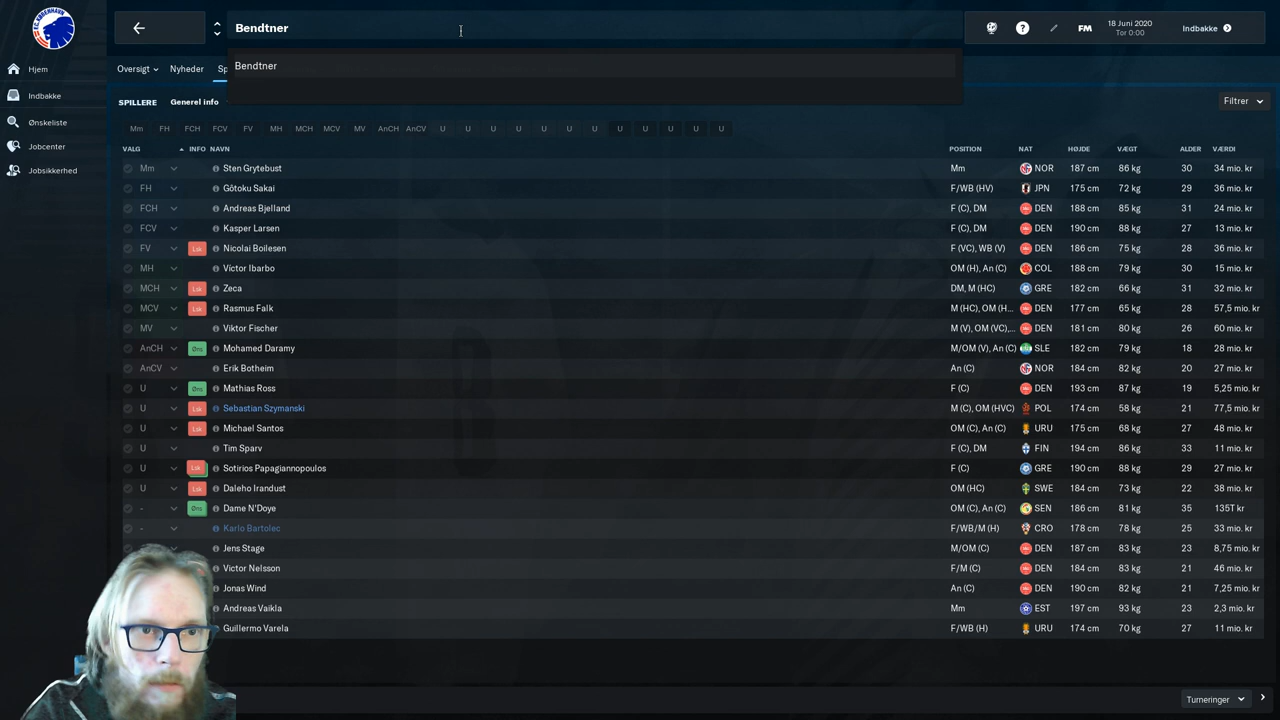 Bendtner
18 Juni 2020
Tor 0:00
FM
Indbakke
Bendtner
Hjem
Indbakke
Ønskeliste
Jobcenter
Jobsikkerhed
Oversigt Nyheder Sp
SPILLERE Generel info
Filtrer
Mm FH FCH FCV FV MH MCH MCV MV AnCH AnCV U U U U U U U U U U U U
VALG INFO NAVN POSITION NAT HØJDE VÆGT ALDER VÆRDI
Mm Sten Grytebust Mm NOR 187 cm 86 kg 30 34 mio. kr
FH Gôtoku Sakai F/WB (HV) JPN 175 cm 72 kg 29 36 mio. kr
FCH Andreas Bjelland F (C), DM DEN 188 cm 85 kg 31 24 mio. kr
FCV Kasper Larsen F (C), DM DEN 190 cm 88 kg 27 13 mio. kr
FV Lsk Nicolai Boilesen F (VC), WB (V) DEN 186 cm 75 kg 28 36 mio. kr
MH Víctor Ibarbo OM (H), An (C) COL 188 cm 79 kg 30 15 mio. kr
MCH Lsk Zeca DM, M (HC) GRE 182 cm 66 kg 31 32 mio. kr
MCV Lsk Rasmus Falk M (HC), OM (H... DEN 177 cm 65 kg 28 57,5 mio. kr
MV Viktor Fischer M (V), OM (VC),... DEN 181 cm 80 kg 26 60 mio. kr
AnCH Øns Mohamed Daramy M/OM (V), An (C) SLE 182 cm 79 kg 18 28 mio. kr
AnCV Erik Botheim An (C) NOR 184 cm 82 kg 20 27 mio. kr
U Øns Mathias Ross F (C) DEN 193 cm 87 kg 19 5,25 mio. kr
U Lsk Sebastian Szymanski M (C), OM (HVC) POL 174 cm 58 kg 21 77,5 mio. kr
U Lsk Michael Santos OM (C), An (C) URU 175 cm 68 kg 27 48 mio. kr
U Tim Sparv F (C), DM FIN 194 cm 86 kg 33 11 mio. kr
U Lsk Sotirios Papagiannopoulos F (C) GRE 190 cm 88 kg 29 27 mio. kr
U Lsk Daleho Irandust OM (HC) SWE 184 cm 73 kg 22 38 mio. kr
- Øns Dame N'Doye OM (C), An (C) SEN 186 cm 81 kg 35 135T kr
- Karlo Bartolec F/WB/M (H) CRO 178 cm 78 kg 25 33 mio. kr
Jens Stage M/OM (C) DEN 187 cm 83 kg 23 8,75 mio. kr
Victor Nelsson F/M (C) DEN 184 cm 83 kg 21 46 mio. kr
Jonas Wind An (C) DEN 190 cm 82 kg 21 7,25 mio. kr
Andreas Vaikla Mm EST 197 cm 93 kg 23 2,3 mio. kr
Guillermo Varela F/WB (H) URU 174 cm 70 kg 27 11 mio. kr
Turneringer